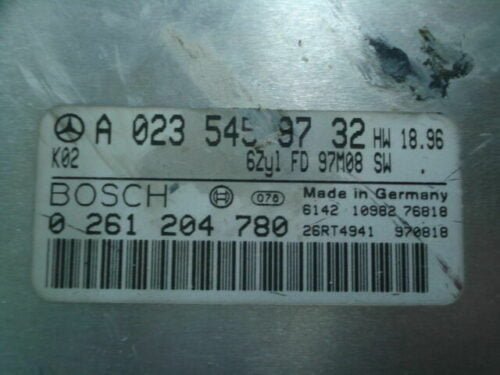 A 023 545 97 32 HW 18.96
K02 6Zyl FD 97M08 SW
BOSCH 076 Made in Germany
6142 10982 76818
0 261 204 780 26RT4941 970818